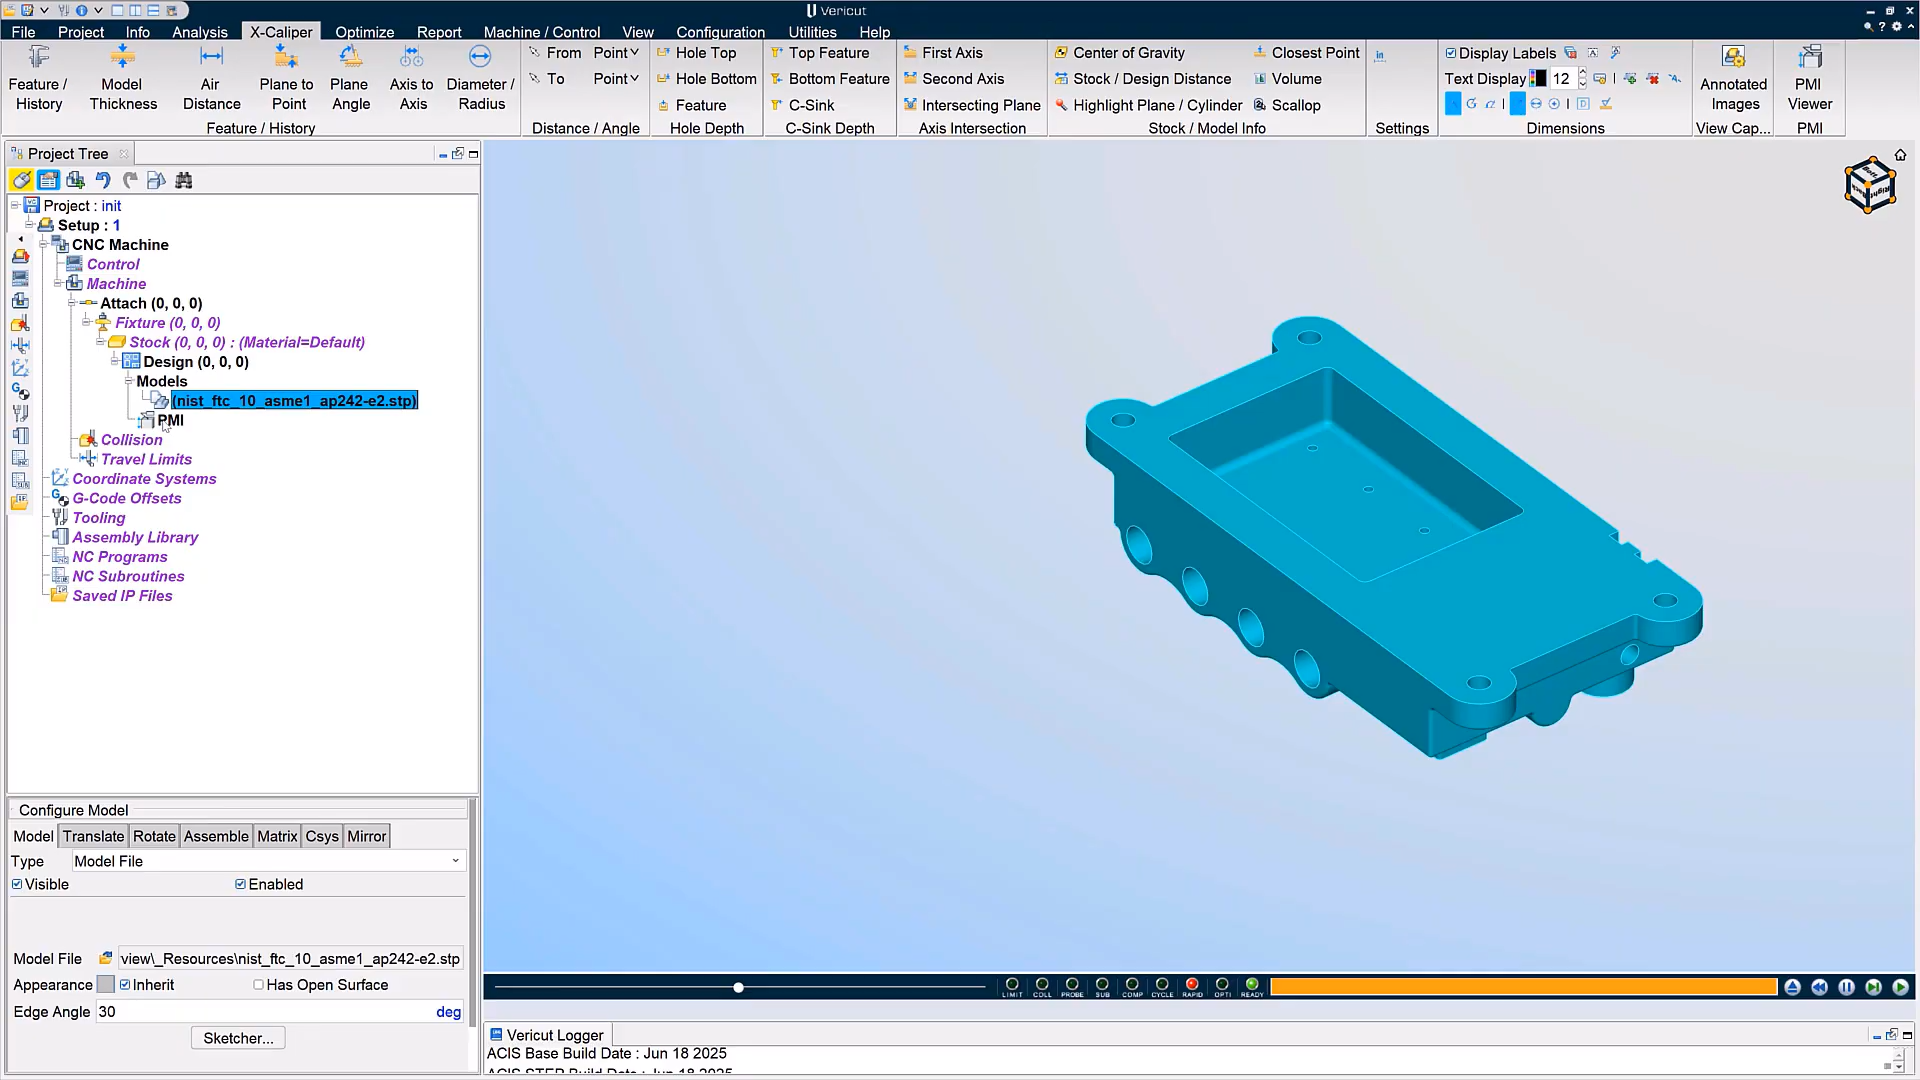 Vericut
File Project Info Analysis X-Caliper Optimize Report Machine / Control View Configuration Utilities Help
Feature / History
Model Thickness
Air Distance
Plane to Point
Plane Angle
Axis to Axis
Diameter / Radius
Feature / History
From Point
To Point
Distance / Angle
Hole Top
Hole Bottom
Feature
Hole Depth
Top Feature
Bottom Feature
C-Sink
C-Sink Depth
First Axis
Second Axis
Intersecting Plane
Axis Intersection
Center of Gravity
Stock / Design Distance
Highlight Plane / Cylinder
Closest Point
Volume
Scallop
Stock / Model Info
Settings
Display Labels
Text Display 12
Dimensions
Annotated Images
View Cap...
PMI Viewer
PMI
Project Tree
Project : init
Setup : 1
CNC Machine
Control
Machine
Attach (0, 0, 0)
Fixture (0, 0, 0)
Stock (0, 0, 0) : (Material=Default)
Design (0, 0, 0)
Models
(nist_ftc_10_asme1_ap242-e2.stp)
PMI
Collision
Travel Limits
Coordinate Systems
G-Code Offsets
Tooling
Assembly Library
NC Programs
NC Subroutines
Saved IP Files
Configure Model
Model Translate Rotate Assemble Matrix Csys Mirror
Type Model File
Visible Enabled
Model File view\_Resources\nist_ftc_10_asme1_ap242-e2.stp
Appearance Inherit Has Open Surface
Edge Angle 30 deg
Sketcher...
LIMIT COLL PROBE SUB COMP CYCLE RAPID OPTI READY
Vericut Logger
ACIS Base Build Date : Jun 18 2025
ACIS STEP Build Date : Jun 18 2025